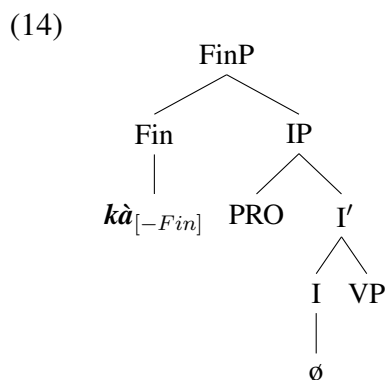 (14)
FinP
Fin IP
kà[−Fin] PRO I′
I VP
ø